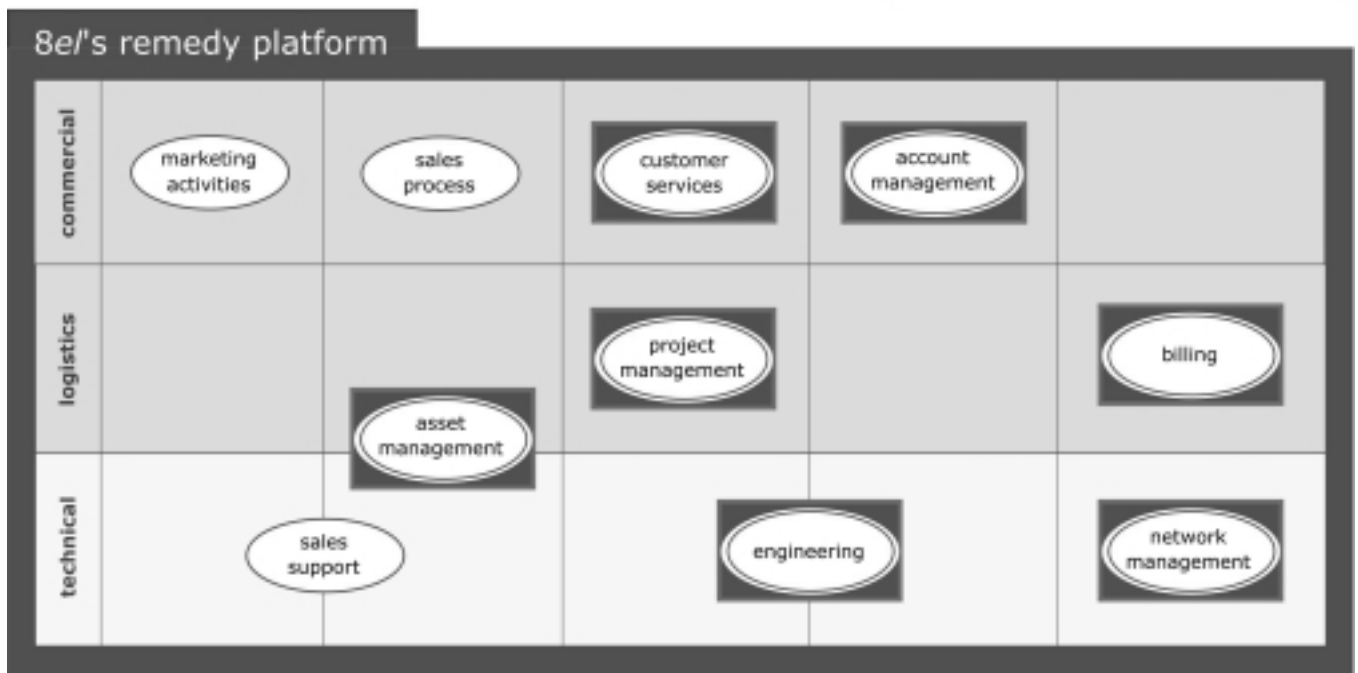 8el's remedy platform
commercial
marketing
activities
sales
process
customer
services
account
management
logistics
project
management
billing
asset
management
technical
sales
support
engineering
network
management